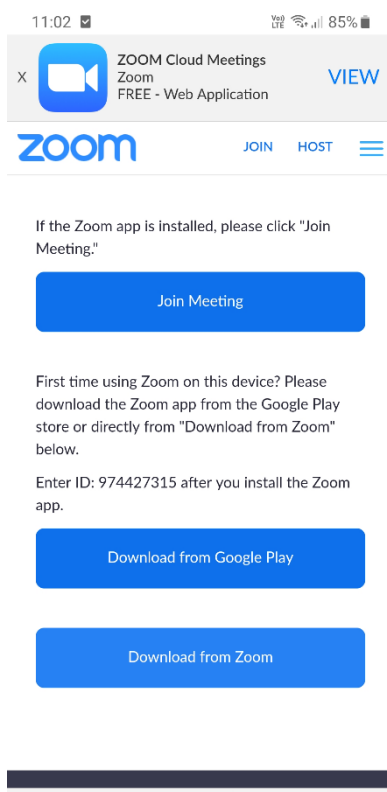 11:02
Vo)) LTE 85%
X
ZOOM Cloud Meetings
Zoom
FREE - Web Application
VIEW
zoom
JOIN HOST
If the Zoom app is installed, please click "Join
Meeting."
Join Meeting
First time using Zoom on this device? Please
download the Zoom app from the Google Play
store or directly from "Download from Zoom"
below.
Enter ID: 974427315 after you install the Zoom
app.
Download from Google Play
Download from Zoom